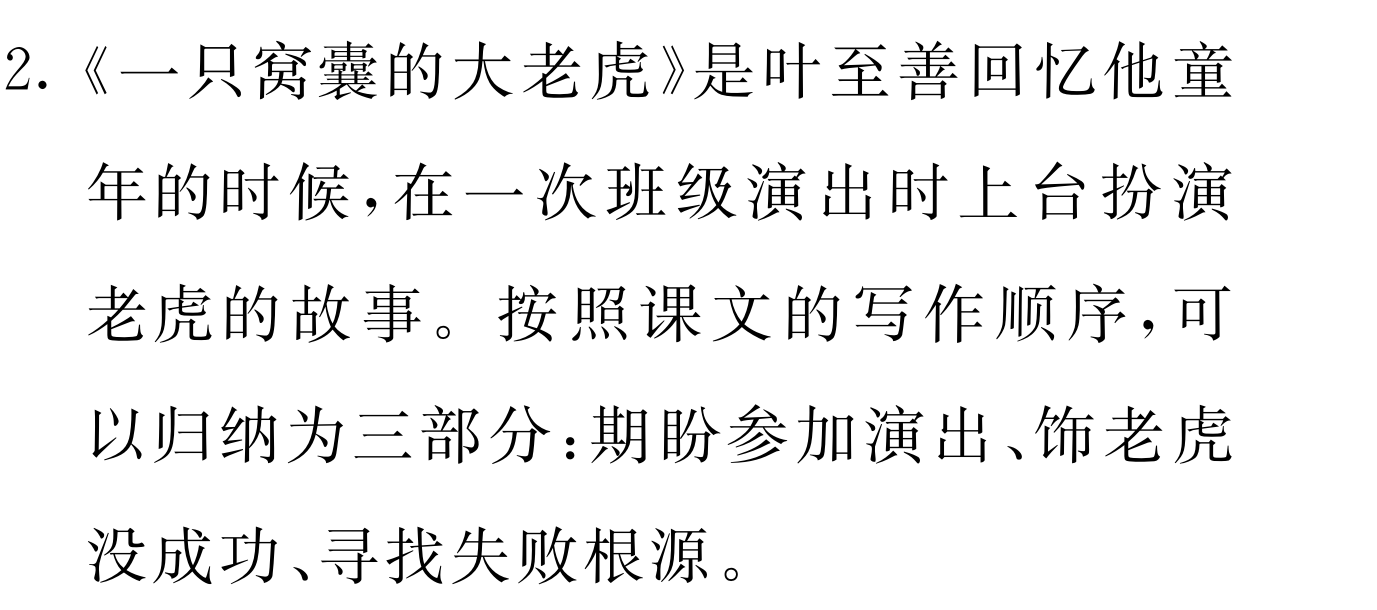 2.《一只窝囊的大老虎》是叶至善回忆他童
年的时候,在一次班级演出时上台扮演
老虎的故事。按照课文的写作顺序,可
以归纳为三部分:期盼参加演出、饰老虎
没成功、寻找失败根源。